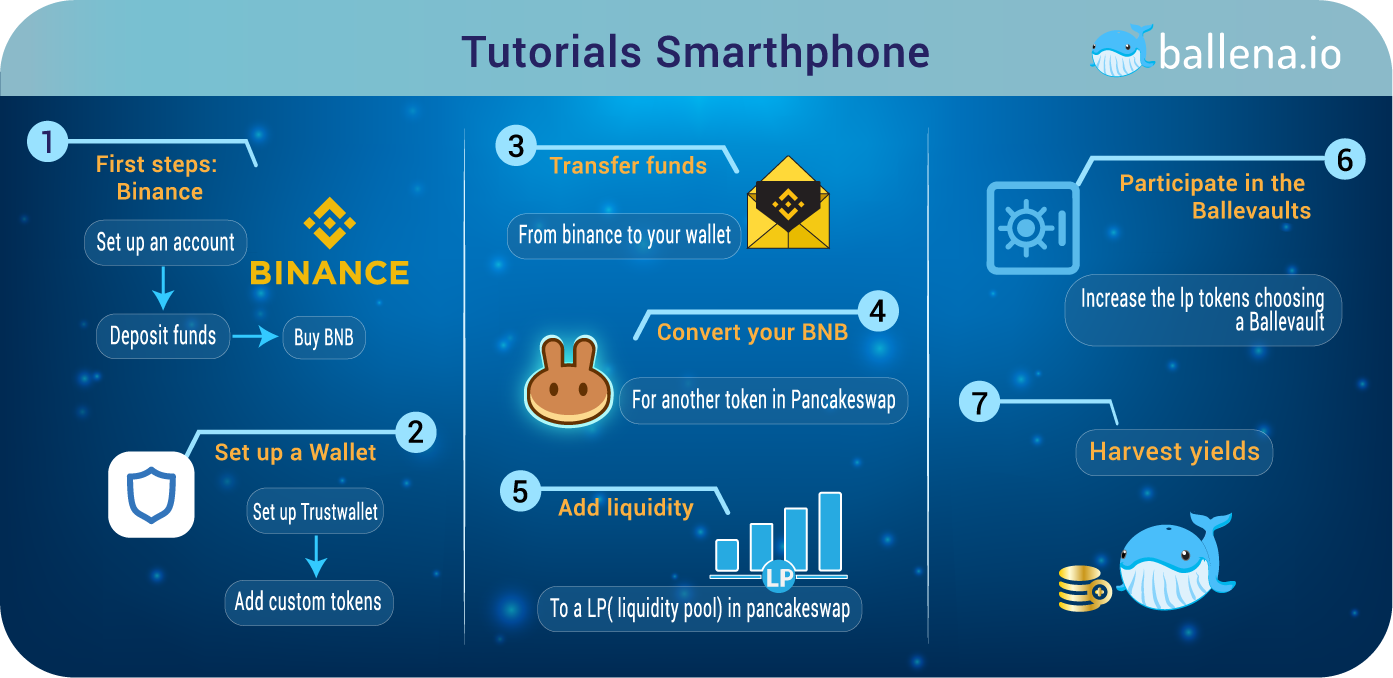 Tutorials Smarthphone
ballena.io
1
First steps:
Binance
Set up an account
BINANCE
Deposit funds
Buy BNB
2
Set up a Wallet
Set up Trustwallet
Add custom tokens
3
Transfer funds
From binance to your wallet
4
Convert your BNB
For another token in Pancakeswap
5
Add liquidity
LP
To a LP( liquidity pool) in pancakeswap
6
Participate in the
Ballevaults
Increase the lp tokens choosing
a Ballevault
7
Harvest yields